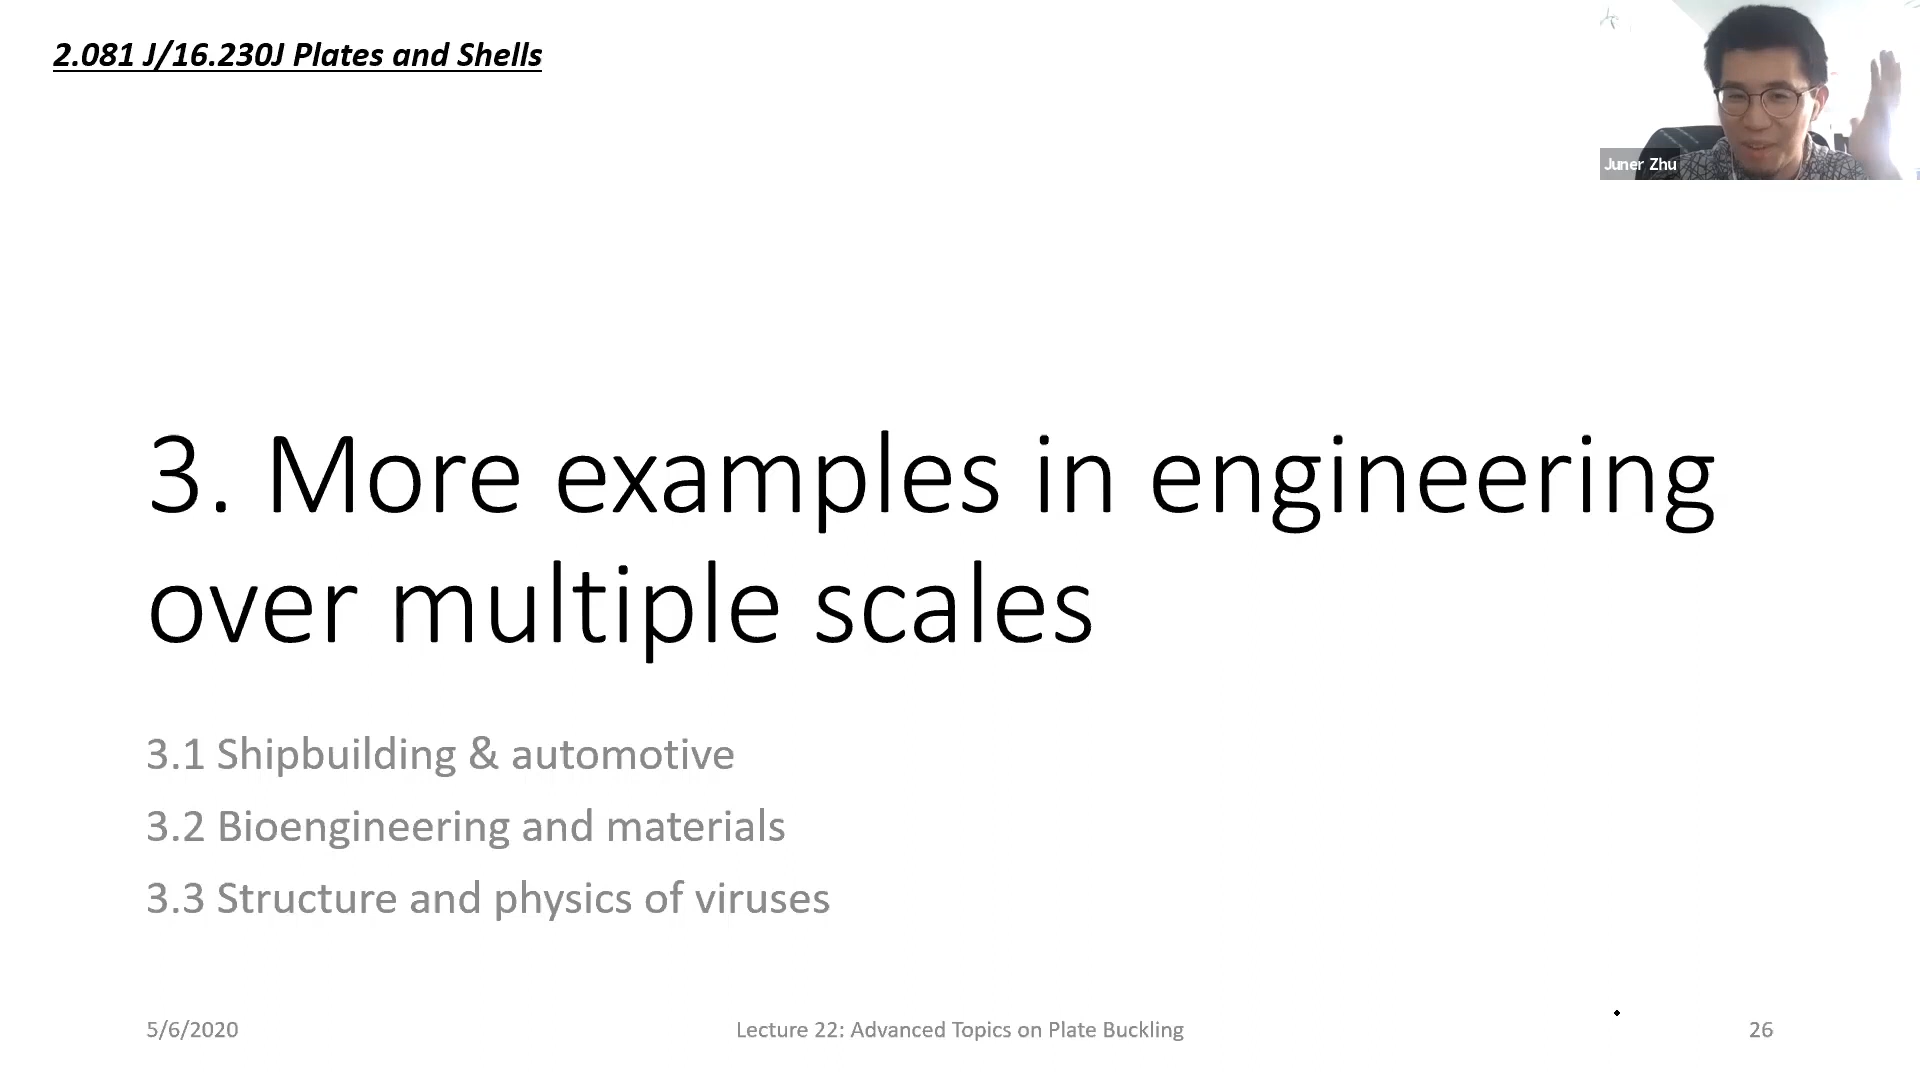 2.081 J/16.230J Plates and Shells
Juner Zhu
3. More examples in engineering
over multiple scales
3.1 Shipbuilding & automotive
3.2 Bioengineering and materials
3.3 Structure and physics of viruses
5/6/2020
Lecture 22: Advanced Topics on Plate Buckling
26